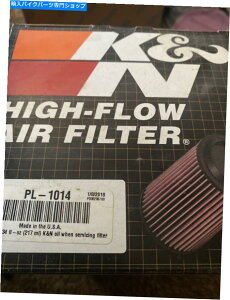 輸入バイクパーツ専門ショップ
K&N
®
HIGH-FLOW
AIR FILTER®
PL-1014
Made in the U.S.A.
K&N oil when servicing filter